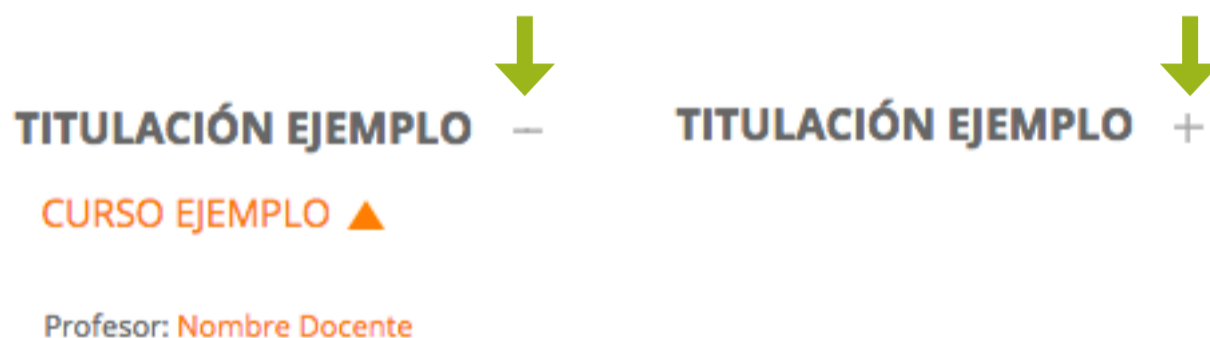 TITULACIÓN EJEMPLO –
CURSO EJEMPLO ▲
Profesor: Nombre Docente
TITULACIÓN EJEMPLO +